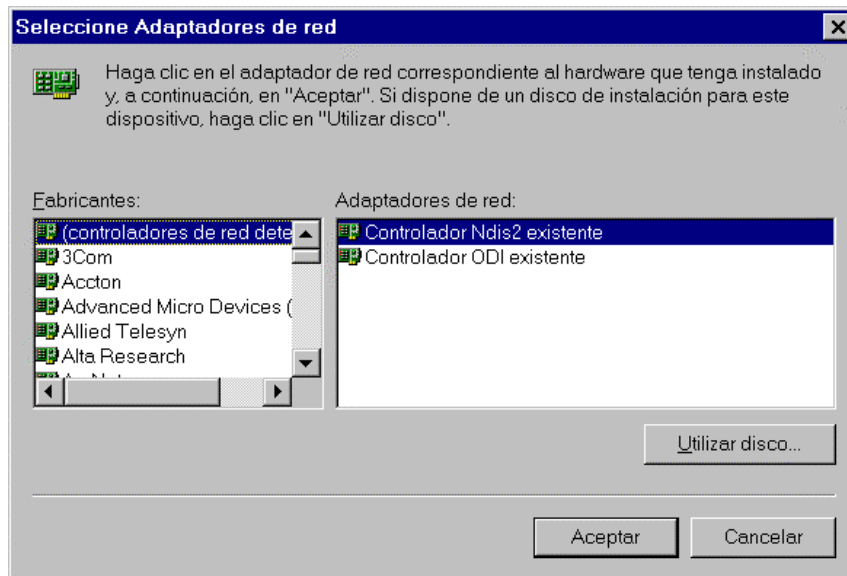 Seleccione Adaptadores de red
Haga clic en el adaptador de red correspondiente al hardware que tenga instalado
y, a continuación, en "Aceptar". Si dispone de un disco de instalación para este
dispositivo, haga clic en "Utilizar disco".
Fabricantes:
(controladores de red dete
3Com
Accton
Advanced Micro Devices (
Allied Telesyn
Alta Research
Adaptadores de red:
Controlador Ndis2 existente
Controlador ODI existente
Utilizar disco...
Aceptar
Cancelar